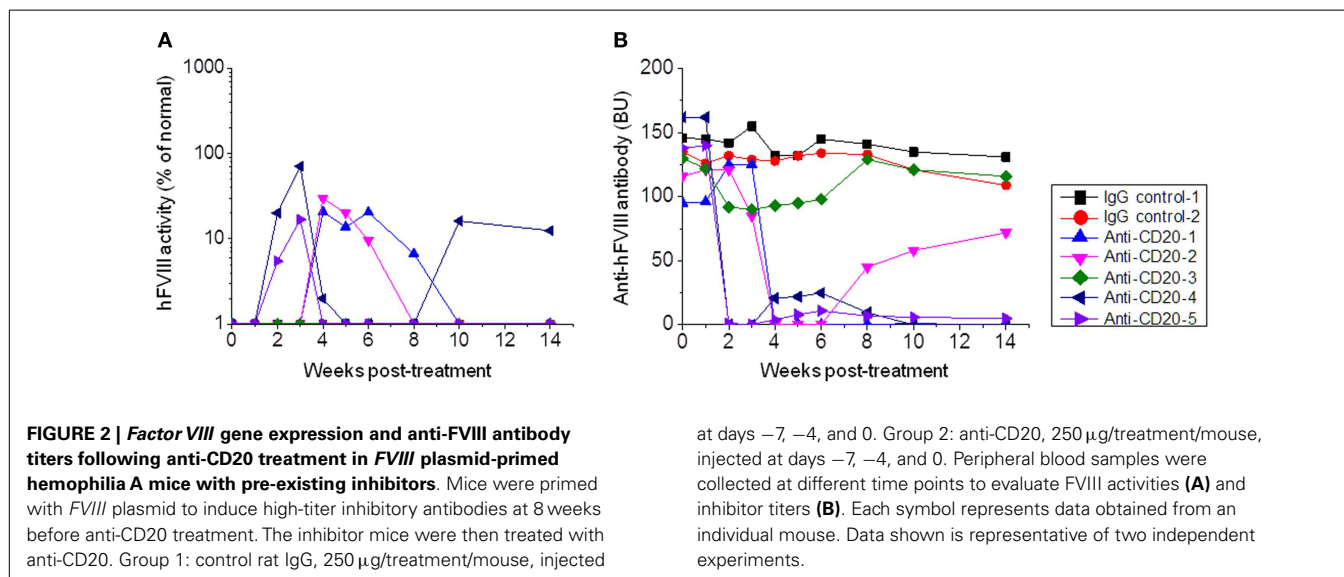 A
hFVIII activity (% of normal)
1000
100
10
1
0 2 4 6 8 10 12 14
Weeks post-treatment
B
Anti-hFVIII antibody (BU)
200
150
100
50
0
0 2 4 6 8 10 12 14
Weeks post-treatment
IgG control-1
IgG control-2
Anti-CD20-1
Anti-CD20-2
Anti-CD20-3
Anti-CD20-4
Anti-CD20-5
FIGURE 2 | Factor VIII gene expression and anti-FVIII antibody
titers following anti-CD20 treatment in FVIII plasmid-primed
hemophilia A mice with pre-existing inhibitors. Mice were primed
with FVIII plasmid to induce high-titer inhibitory antibodies at 8 weeks
before anti-CD20 treatment. The inhibitor mice were then treated with
anti-CD20. Group 1: control rat IgG, 250 μg/treatment/mouse, injected
at days −7, −4, and 0. Group 2: anti-CD20, 250 μg/treatment/mouse,
injected at days −7, −4, and 0. Peripheral blood samples were
collected at different time points to evaluate FVIII activities (A) and
inhibitor titers (B). Each symbol represents data obtained from an
individual mouse. Data shown is representative of two independent
experiments.